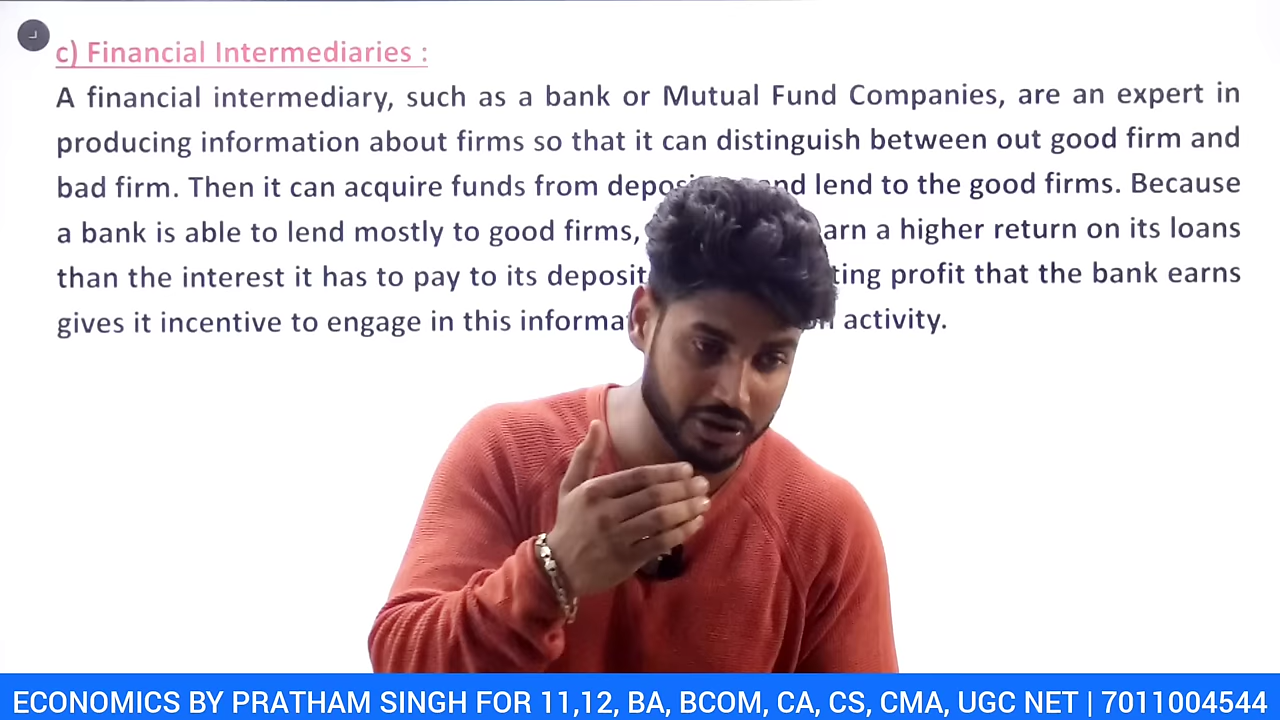 c) Financial Intermediaries :
A financial intermediary, such as a bank or Mutual Fund Companies, are an expert in
producing information about firms so that it can distinguish between out good firm and
bad firm. Then it can acquire funds from and lend to the good firms. Because
a bank is able to lend mostly to good firms, a higher return on its loans
than the interest it has to pay to its profit that the bank earns
gives it incentive to engage in this activity.
ECONOMICS BY PRATHAM SINGH FOR 11,12, BA, BCOM, CA, CS, CMA, UGC NET | 7011004544